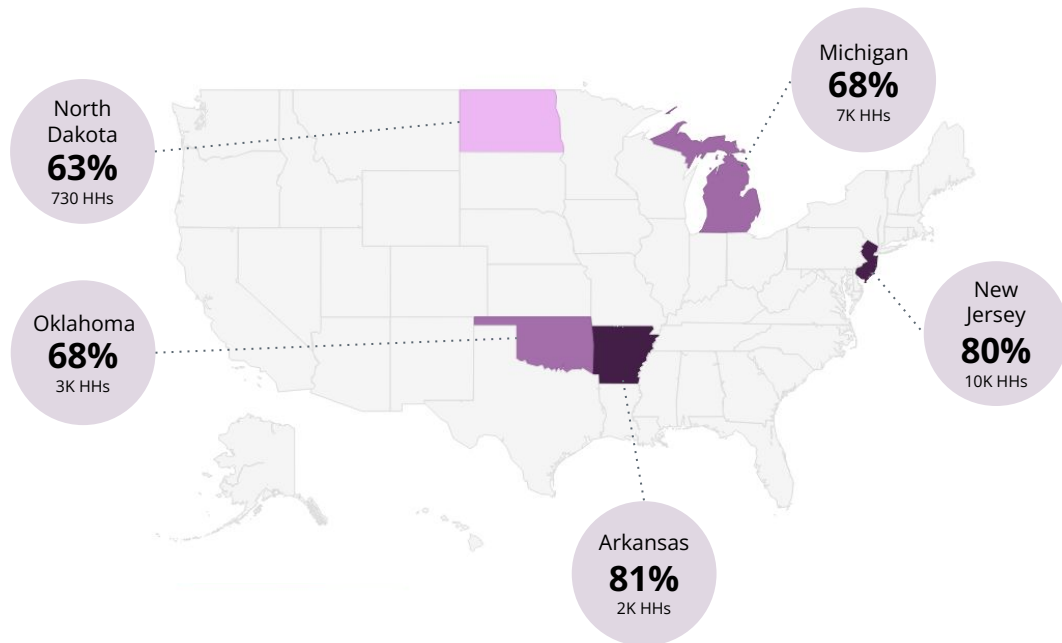 Michigan
68%
7K HHs
North
Dakota
63%
730 HHs
New
Jersey
80%
10K HHs
Oklahoma
68%
3K HHs
Arkansas
81%
2K HHs